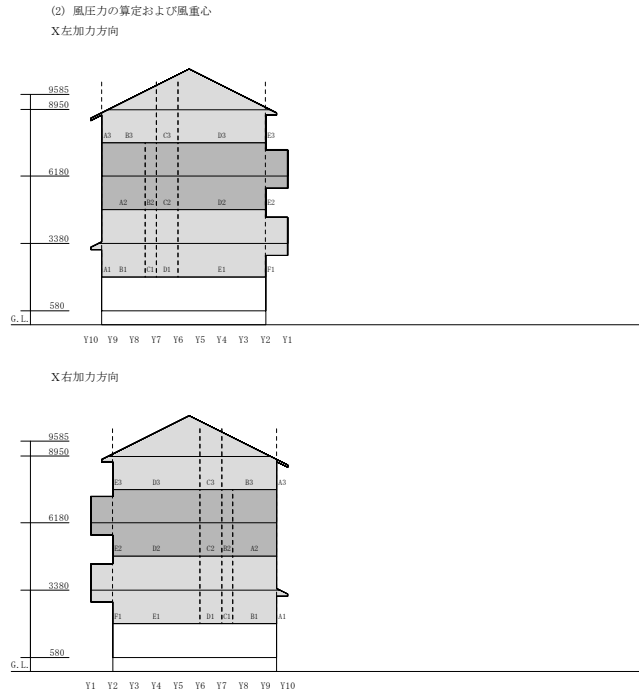 (2) 風圧力の算定および風重心
X左加力方向
9585
8950
A3 B3 C3 D3 E3
6180
A2 B2 C2 D2 E2
3380
A1 B1 C1 D1 E1 F1
580
G.L.
Y10 Y9 Y8 Y7 Y6 Y5 Y4 Y3 Y2 Y1
X右加力方向
9585
8950
E3 D3 C3 B3 A3
6180
E2 D2 C2 B2 A2
3380
F1 E1 D1 C1 B1 A1
580
G.L.
Y1 Y2 Y3 Y4 Y5 Y6 Y7 Y8 Y9 Y10